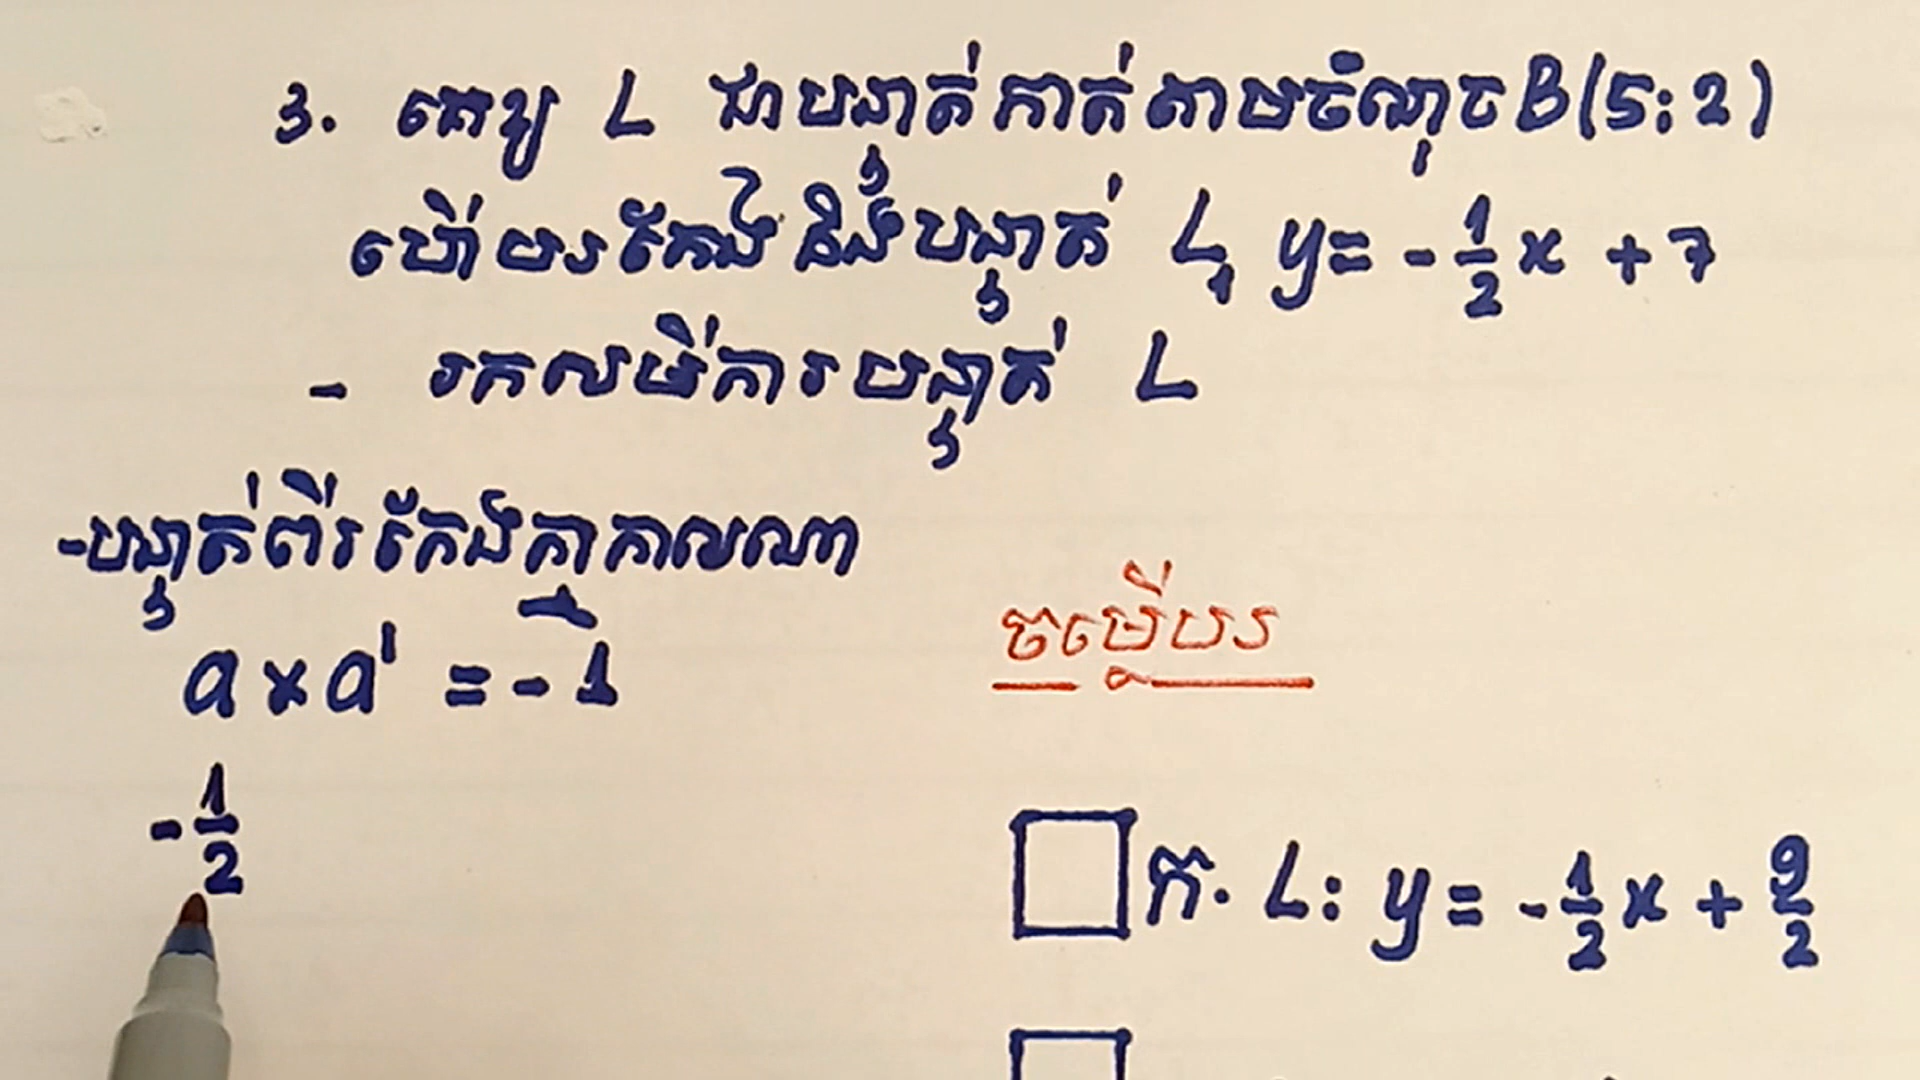 3. គេឲ្យ L ជាបន្ទាត់កាត់តាមចំណុច B(5;2)
ហើយកែងនឹងបន្ទាត់ L₁ y = -1/2 x + 7
- រកសមីការបន្ទាត់ L
-បន្ទាត់ពីរកែងគ្នាកាលណា
a × a' = -1
-1/2
ចម្លើយ
ក. L: y = -1/2 x + 9/2